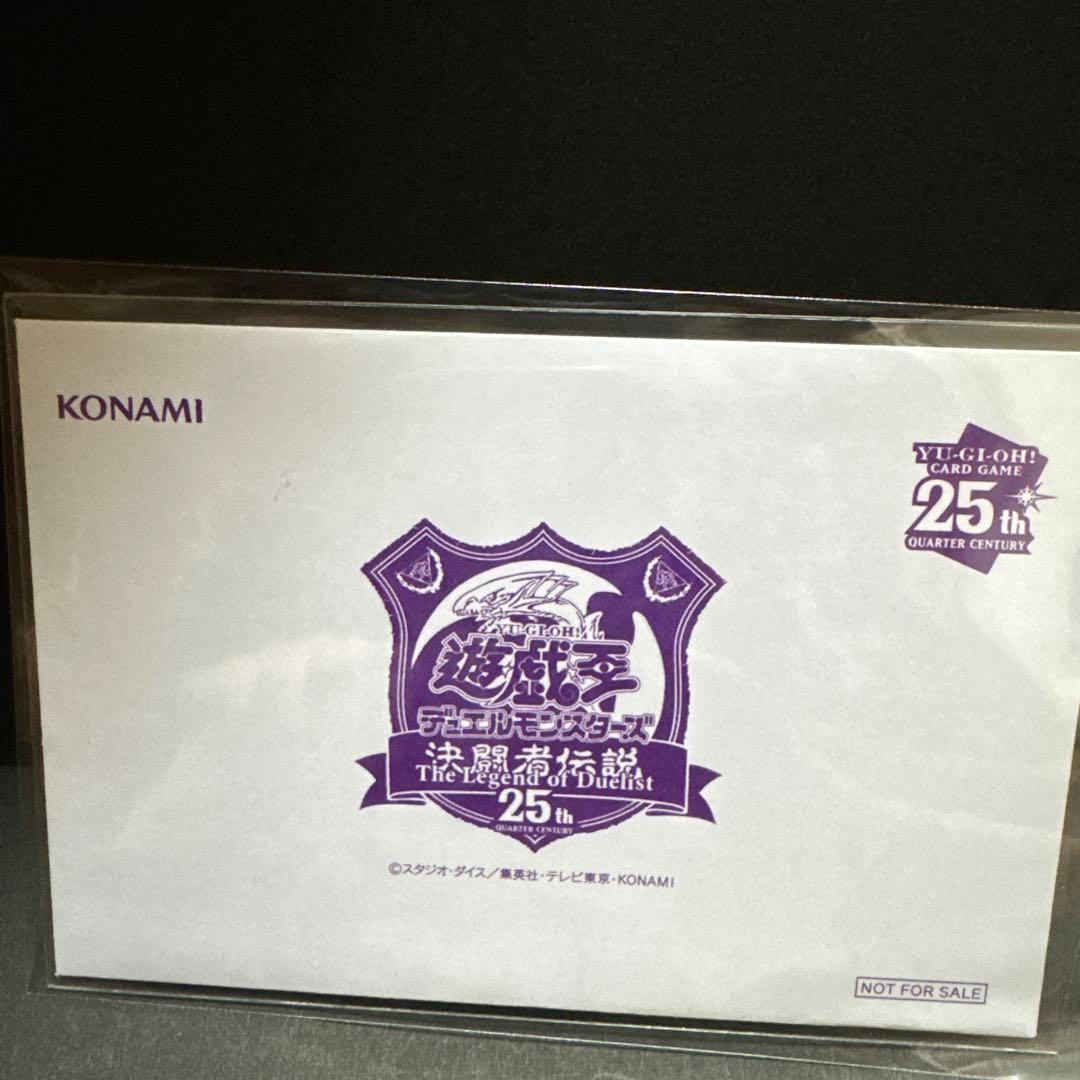 KONAMI
YU-GI-OH!
CARD GAME
25th
QUARTER CENTURY
YU-GI-OH!
遊戯王
デュエルモンスターズ
決闘者伝説
The Legend of Duelist
25th
QUARTER CENTURY
©スタジオ・ダイス／集英社・テレビ東京・KONAMI
NOT FOR SALE